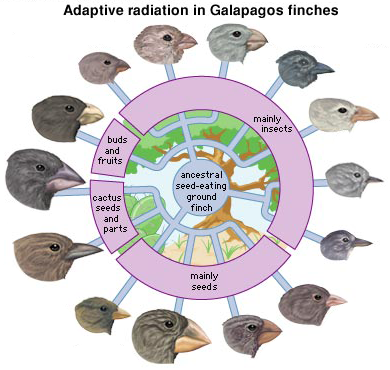 Adaptive radiation in Galapagos finches
mainly
insects
buds
and
fruits
ancestral
seed-eating
ground
finch
cactus
seeds
and
parts
mainly
seeds